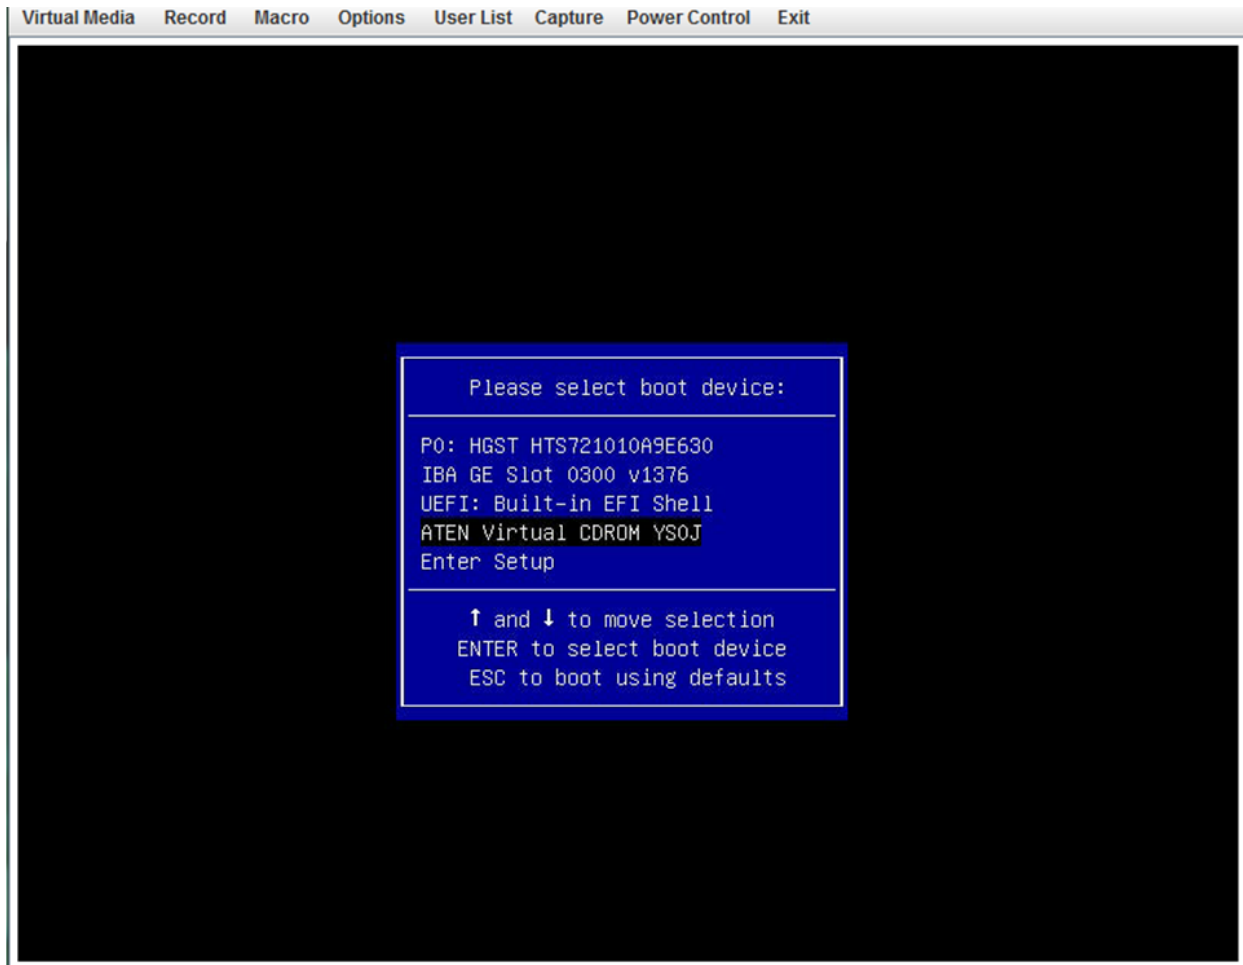 Virtual Media Record Macro Options User List Capture Power Control Exit
Please select boot device:
P0: HGST HTS721010A9E630
IBA GE Slot 0300 v1376
UEFI: Built-in EFI Shell
ATEN Virtual CDROM YS0J
Enter Setup
↑ and ↓ to move selection
ENTER to select boot device
ESC to boot using defaults